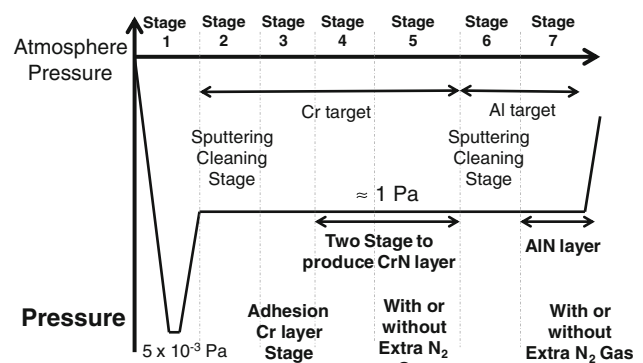 Stage 1
Stage 2
Stage 3
Stage 4
Stage 5
Stage 6
Stage 7
Atmosphere
Pressure
Cr target
Al target
Sputtering
Cleaning
Stage
Sputtering
Cleaning
Stage
≈ 1 Pa
Two Stage to
produce CrN layer
AlN layer
Pressure
5 x 10⁻³ Pa
Adhesion
Cr layer
Stage
With or
without
Extra N₂
With or
without
Extra N₂ Gas